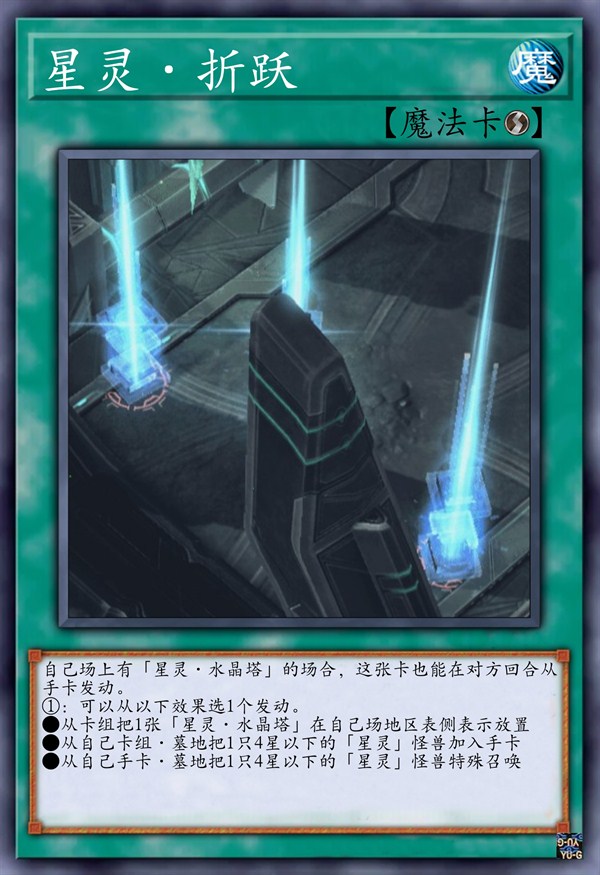 星灵·折跃
魔
【魔法卡】
自己场上有「星灵·水晶塔」的场合，这张卡也能在对方回合从
手卡发动。
①：可以从以下效果选1个发动。
●从卡组把1张「星灵·水晶塔」在自己场地区表侧表示放置
●从自己卡组·墓地把1只4星以下的「星灵」怪兽加入手卡
●从自己手卡·墓地把1只4星以下的「星灵」怪兽特殊召唤
YU-G
YU-G